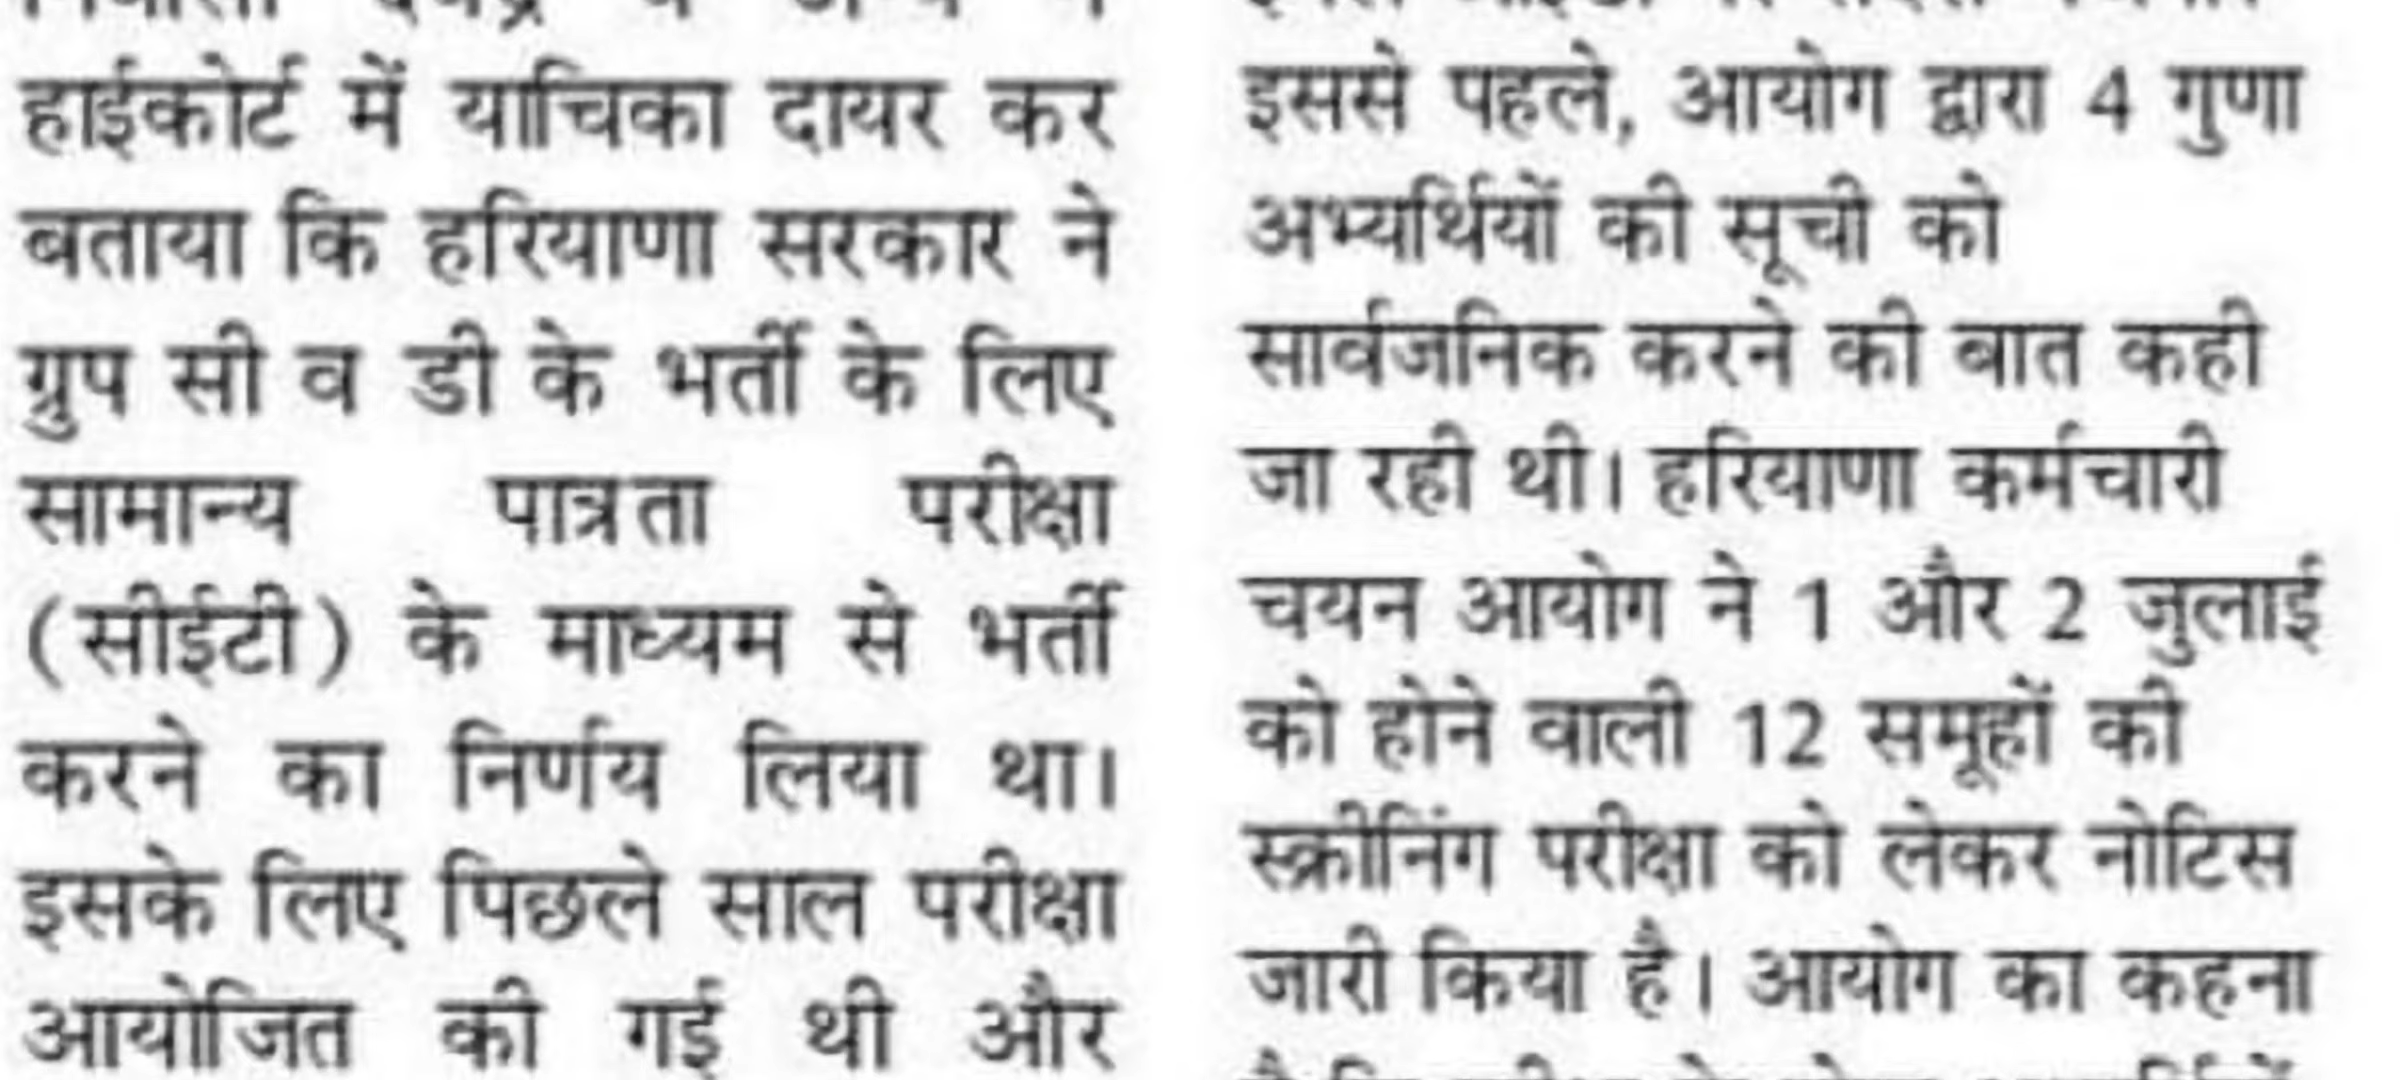 हाईकोर्ट में याचिका दायर कर
बताया कि हरियाणा सरकार ने
ग्रुप सी व डी के भर्ती के लिए
सामान्य पात्रता परीक्षा
(सीईटी) के माध्यम से भर्ती
करने का निर्णय लिया था।
इसके लिए पिछले साल परीक्षा
आयोजित की गई थी और
इससे पहले, आयोग द्वारा 4 गुणा
अभ्यर्थियों की सूची को
सार्वजनिक करने की बात कही
जा रही थी। हरियाणा कर्मचारी
चयन आयोग ने 1 और 2 जुलाई
को होने वाली 12 समूहों की
स्क्रीनिंग परीक्षा को लेकर नोटिस
जारी किया है। आयोग का कहना